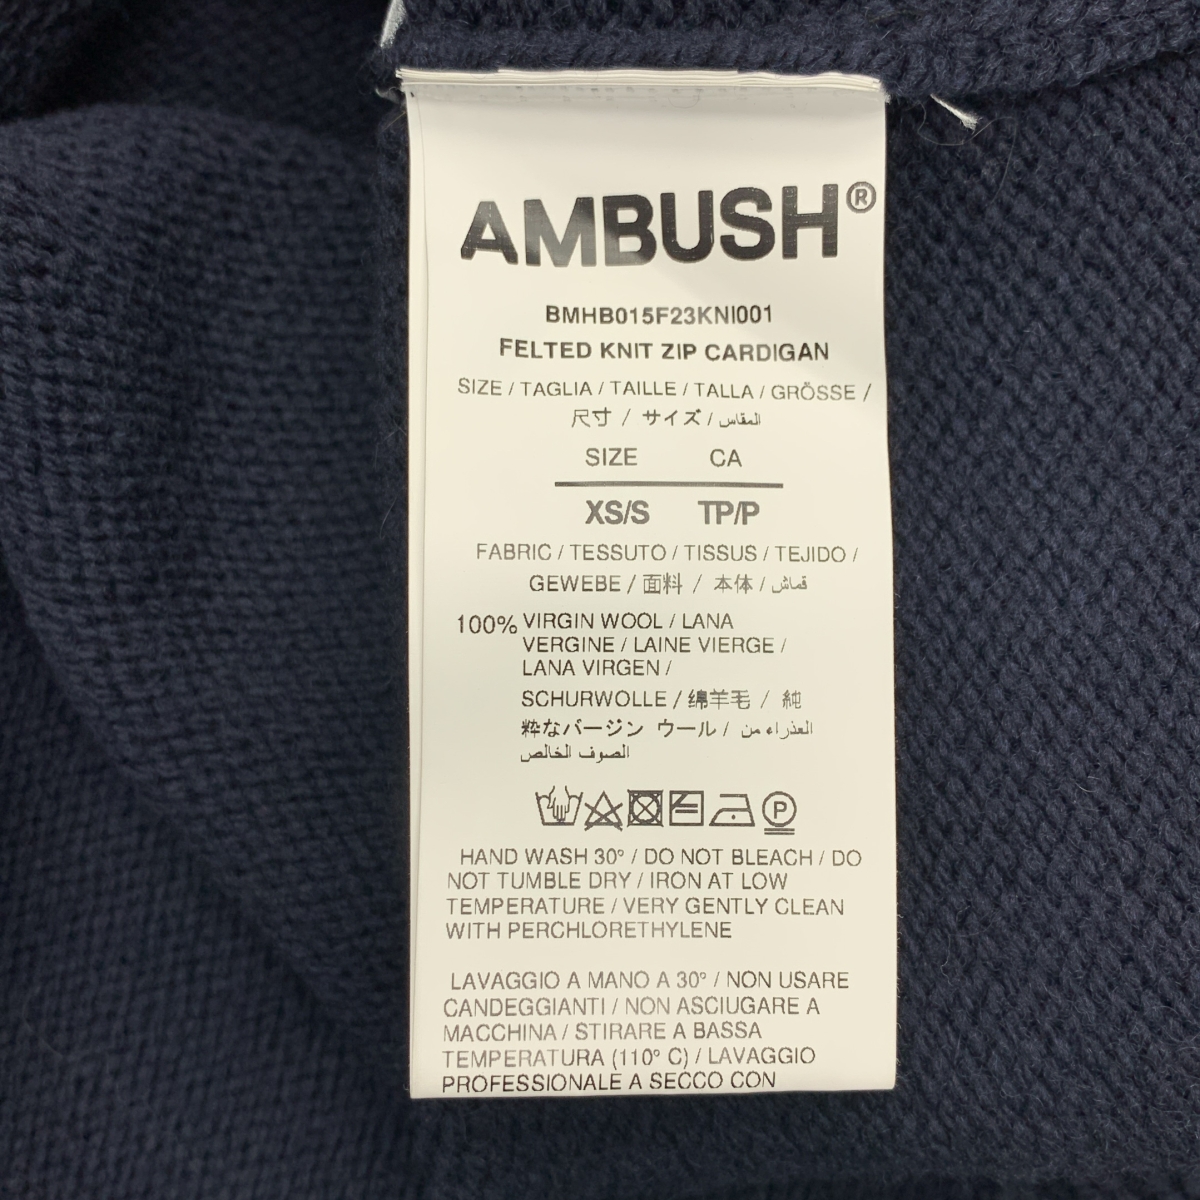 AMBUSH®
BMHB015F23KNI001
FELTED KNIT ZIP CARDIGAN
SIZE / TAGLIA / TAILLE / TALLA / GRÖSSE /
尺寸 / サイズ / المقاس
SIZE CA
XS/S TP/P
FABRIC / TESSUTO / TISSUS / TEJIDO /
GEWEBE / 面料 / 本体 / قماش
100% VIRGIN WOOL / LANA
VERGINE / LAINE VIERGE /
LANA VIRGEN /
SCHURWOLLE / 绵羊毛 / 純
粋なバージン ウール / العذراء من
الصوف الخالص
P
HAND WASH 30° / DO NOT BLEACH / DO
NOT TUMBLE DRY / IRON AT LOW
TEMPERATURE / VERY GENTLY CLEAN
WITH PERCHLORETHYLENE
LAVAGGIO A MANO A 30° / NON USARE
CANDEGGIANTI / NON ASCIUGARE A
MACCHINA / STIRARE A BASSA
TEMPERATURA (110° C) / LAVAGGIO
PROFESSIONALE A SECCO CON